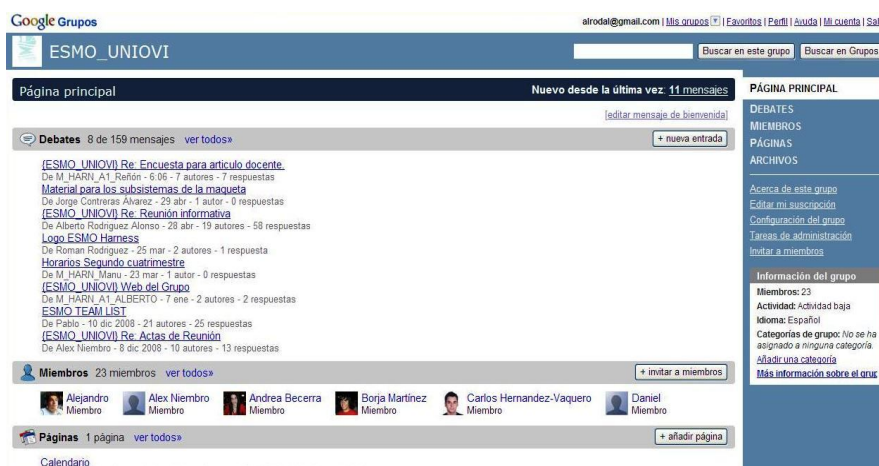 Google Grupos
alrodal@gmail.com | Mis grupos | Favoritos | Perfil | Ayuda | Mi cuenta | Sal
ESMO_UNIOVI
Buscar en este grupo
Buscar en Grupos
Página principal
Nuevo desde la última vez: 11 mensajes
[editar mensaje de bienvenida]
Debates 8 de 159 mensajes ver todos»
+ nueva entrada
{ESMO_UNIOVI} Re: Encuesta para articulo docente.
De M_HARN_A1_Reñón - 6:06 - 7 autores - 7 respuestas
Material para los subsistemas de la maqueta
De Jorge Contreras Álvarez - 29 abr - 1 autor - 0 respuestas
{ESMO_UNIOVI} Re: Reunión informativa
De Alberto Rodriguez Alonso - 28 abr - 19 autores - 58 respuestas
Logo ESMO Harness
De Roman Rodriguez - 25 mar - 2 autores - 1 respuesta
Horarios Segundo cuatrimestre
De M_HARN_Manu - 23 mar - 1 autor - 0 respuestas
{ESMO_UNIOVI} Web del Grupo
De M_HARN_A1_ALBERTO - 7 ene - 2 autores - 2 respuestas
ESMO TEAM LIST
De Pablo - 10 dic 2008 - 21 autores - 25 respuestas
{ESMO_UNIOVI} Re: Actas de Reunión
De Alex Niembro - 8 dic 2008 - 10 autores - 13 respuestas
Miembros 23 miembros ver todos»
+ invitar a miembros
Alejandro
Miembro
Alex Niembro
Miembro
Andrea Becerra
Miembro
Borja Martínez
Miembro
Carlos Hernandez-Vaquero
Miembro
Daniel
Miembro
Páginas 1 página ver todos»
+ añadir página
Calendario
PÁGINA PRINCIPAL
DEBATES
MIEMBROS
PÁGINAS
ARCHIVOS
Acerca de este grupo
Editar mi suscripción
Configuración del grupo
Tareas de administración
Invitar a miembros
Información del grupo
Miembros: 23
Actividad: Actividad baja
Idioma: Español
Categorías de grupo: No se ha
asignado a ninguna categoría.
Añadir una categoría
Más información sobre el grup